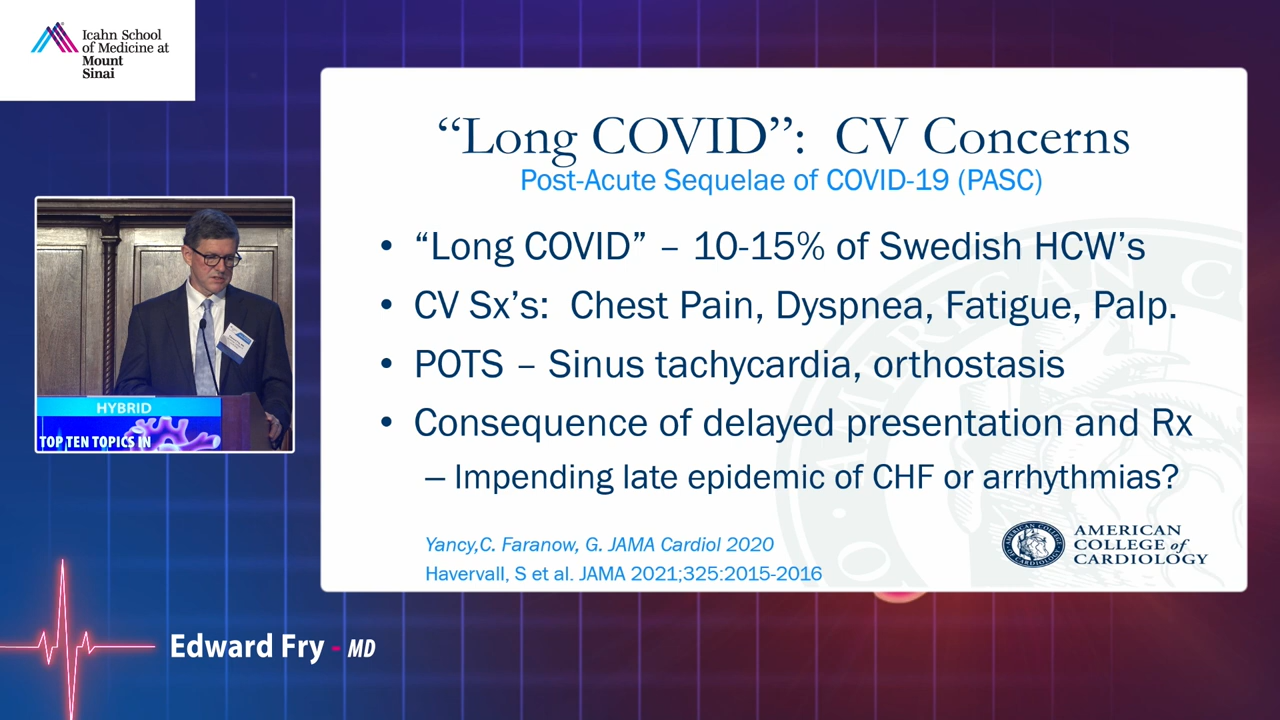 Icahn School
of Medicine at
Mount
Sinai
“Long COVID”: CV Concerns
Post-Acute Sequelae of COVID-19 (PASC)
• “Long COVID” – 10-15% of Swedish HCW’s
• CV Sx’s: Chest Pain, Dyspnea, Fatigue, Palp.
• POTS – Sinus tachycardia, orthostasis
• Consequence of delayed presentation and Rx
– Impending late epidemic of CHF or arrhythmias?
Yancy,C. Faranow, G. JAMA Cardiol 2020
Havervall, S et al. JAMA 2021;325:2015-2016
AMERICAN
COLLEGE of
CARDIOLOGY
HYBRID
TOP TEN TOPICS IN
Edward Fry - MD